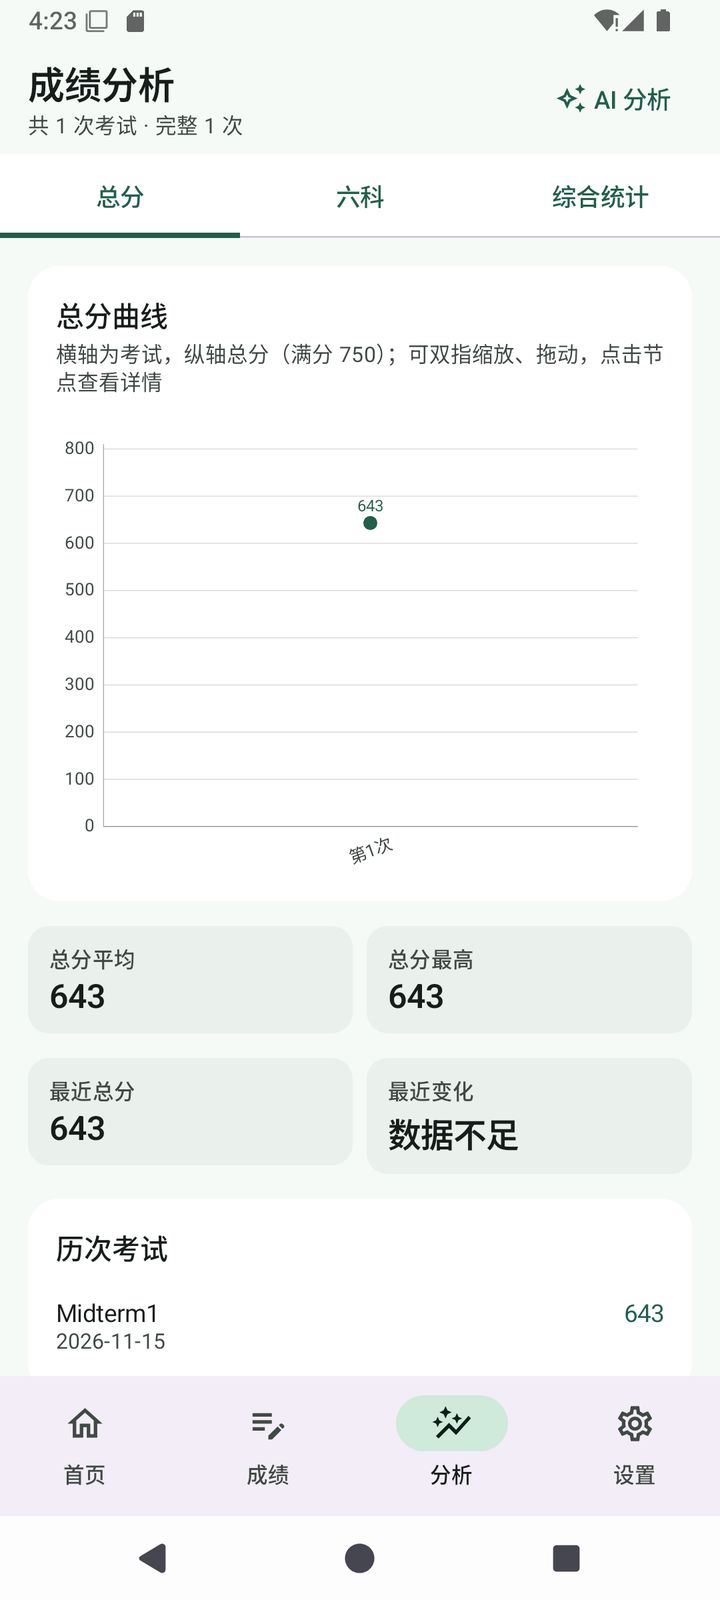 4:23
成绩分析
共 1 次考试 · 完整 1 次
AI 分析
总分
六科
综合统计
总分曲线
横轴为考试，纵轴总分（满分 750）；可双指缩放、拖动，点击节
点查看详情
800
700
643
600
500
400
300
200
100
0
第1次
总分平均
643
总分最高
643
最近总分
643
最近变化
数据不足
历次考试
Midterm1
643
2026-11-15
首页
成绩
分析
设置